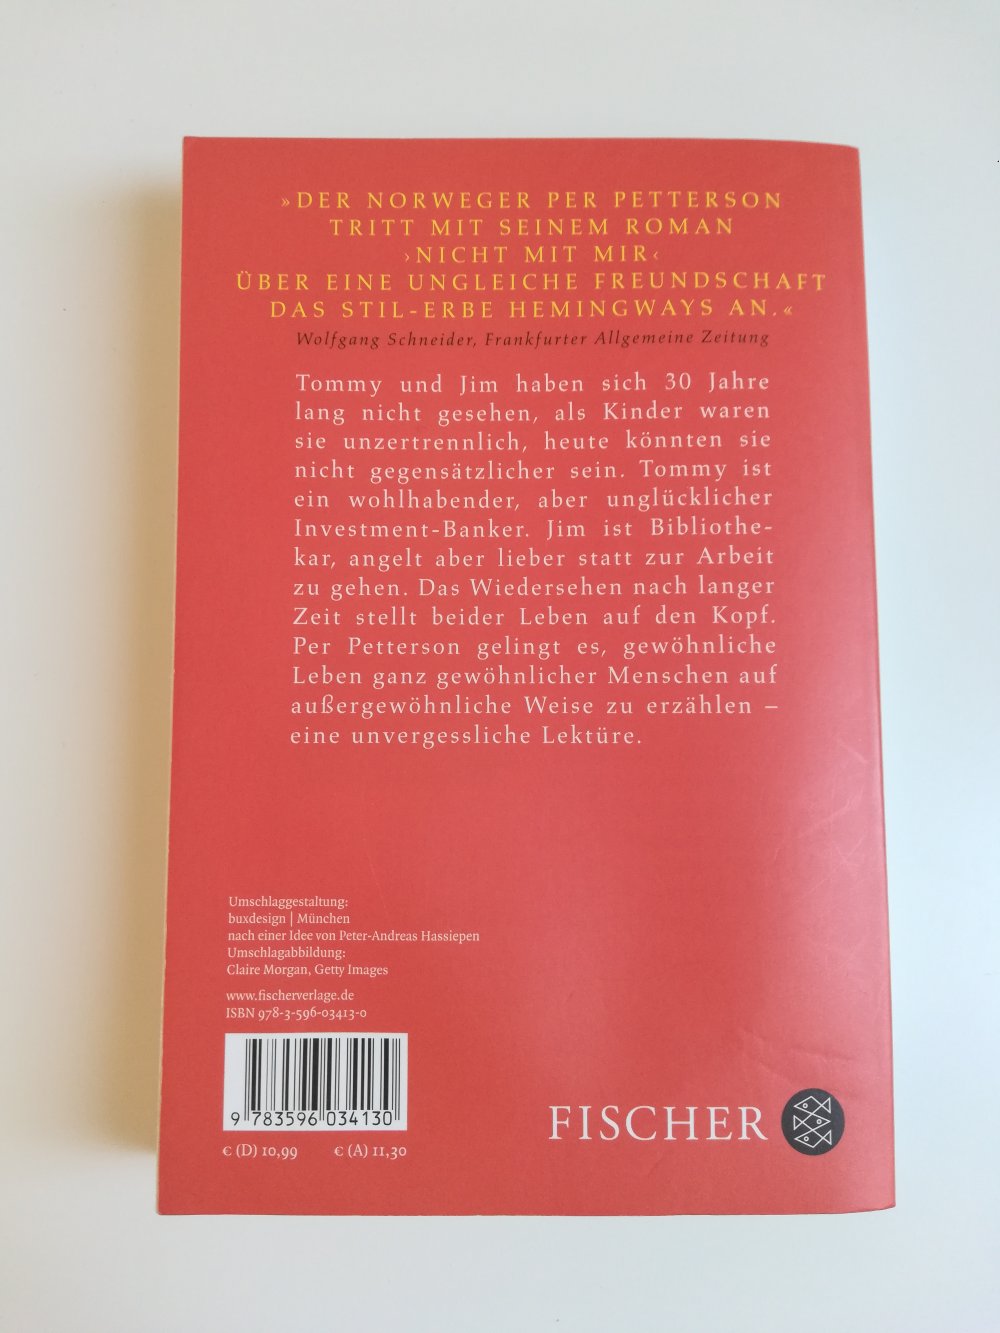 »DER NORWEGER PER PETTERSON
TRITT MIT SEINEM ROMAN
›NICHT MIT MIR‹
ÜBER EINE UNGLEICHE FREUNDSCHAFT
DAS STIL-ERBE HEMINGWAYS AN.«
Wolfgang Schneider, Frankfurter Allgemeine Zeitung
Tommy und Jim haben sich 30 Jahre
lang nicht gesehen, als Kinder waren
sie unzertrennlich, heute könnten sie
nicht gegensätzlicher sein. Tommy ist
ein wohlhabender, aber unglücklicher
Investment-Banker. Jim ist Bibliothe-
kar, angelt aber lieber statt zur Arbeit
zu gehen. Das Wiedersehen nach langer
Zeit stellt beider Leben auf den Kopf.
Per Petterson gelingt es, gewöhnliche
Leben ganz gewöhnlicher Menschen auf
außergewöhnliche Weise zu erzählen –
eine unvergessliche Lektüre.
Umschlaggestaltung:
buxdesign | München
nach einer Idee von Peter-Andreas Hassiepen
Umschlagabbildung:
Claire Morgan, Getty Images
www.fischerverlage.de
ISBN 978-3-596-03413-0
9 783596 034130
€ (D) 10,99 € (A) 11,30
FISCHER